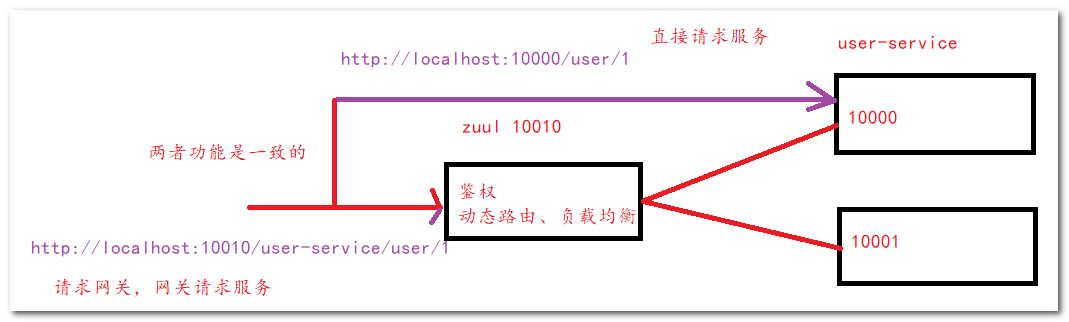 直接请求服务
user-service
http://localhost:10000/user/1
10000
zuul 10010
两者功能是一致的
鉴权
动态路由、负载均衡
10001
http://localhost:10010/user-service/user/1
请求网关，网关请求服务